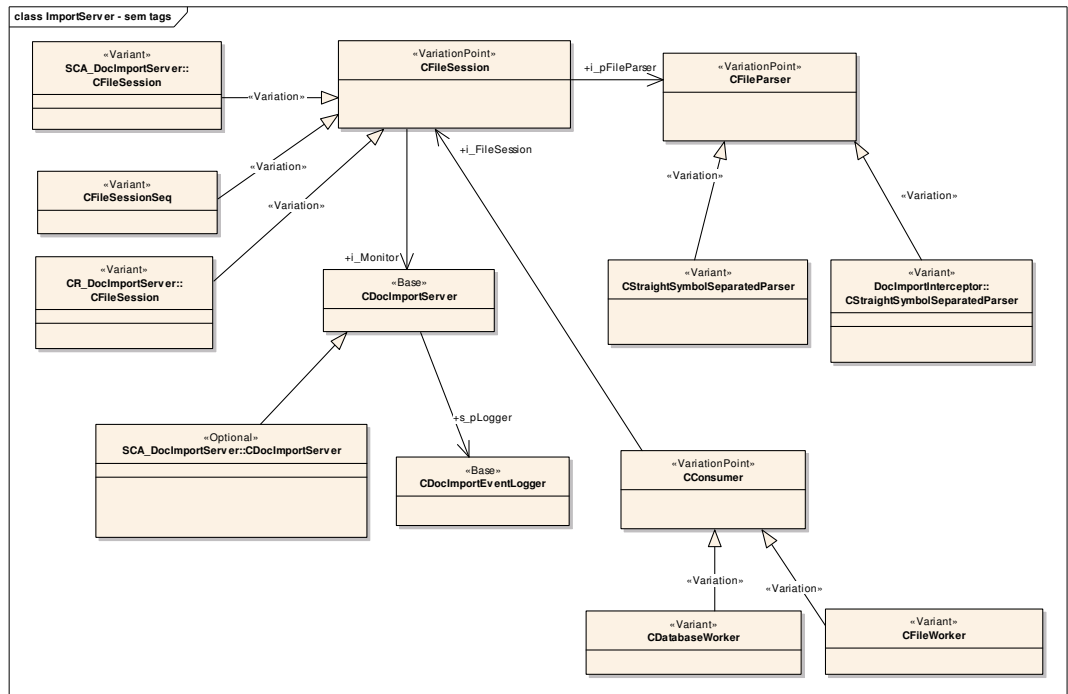 class ImportServer - sem tags
«Variant»
SCA_DocImportServer::
CFileSession
«Variation»
«VariationPoint»
CFileSession
+i_pFileParser
«VariationPoint»
CFileParser
«Variant»
CFileSessionSeq
«Variation»
+i_FileSession
«Variation»
«Variation»
«Variant»
CR_DocImportServer::
CFileSession
«Variation»
+i_Monitor
«Base»
CDocImportServer
«Variant»
CStraightSymbolSeparatedParser
«Variant»
DocImportInterceptor::
CStraightSymbolSeparatedParser
«Optional»
SCA_DocImportServer::CDocImportServer
+s_pLogger
«Base»
CDocImportEventLogger
«VariationPoint»
CConsumer
«Variation»
«Variation»
«Variant»
CDatabaseWorker
«Variant»
CFileWorker